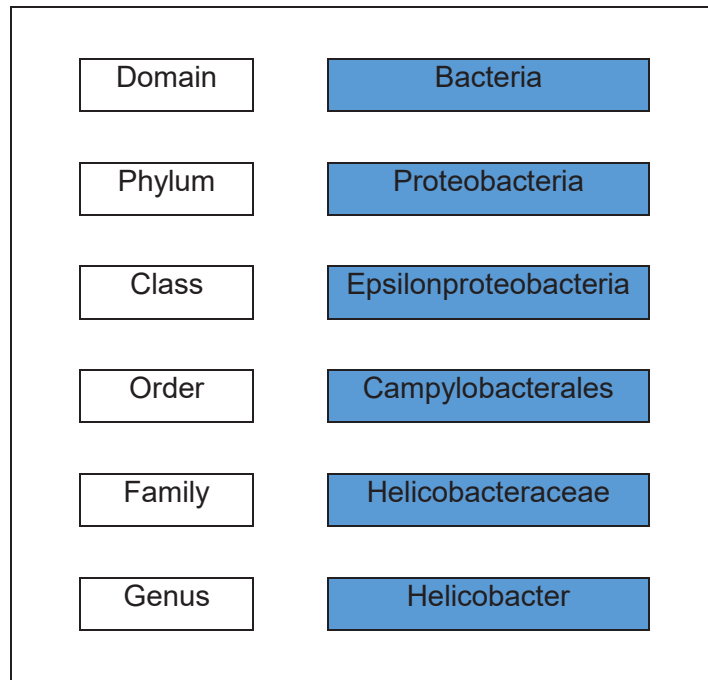 Domain Bacteria
Phylum Proteobacteria
Class Epsilonproteobacteria
Order Campylobacterales
Family Helicobacteraceae
Genus Helicobacter